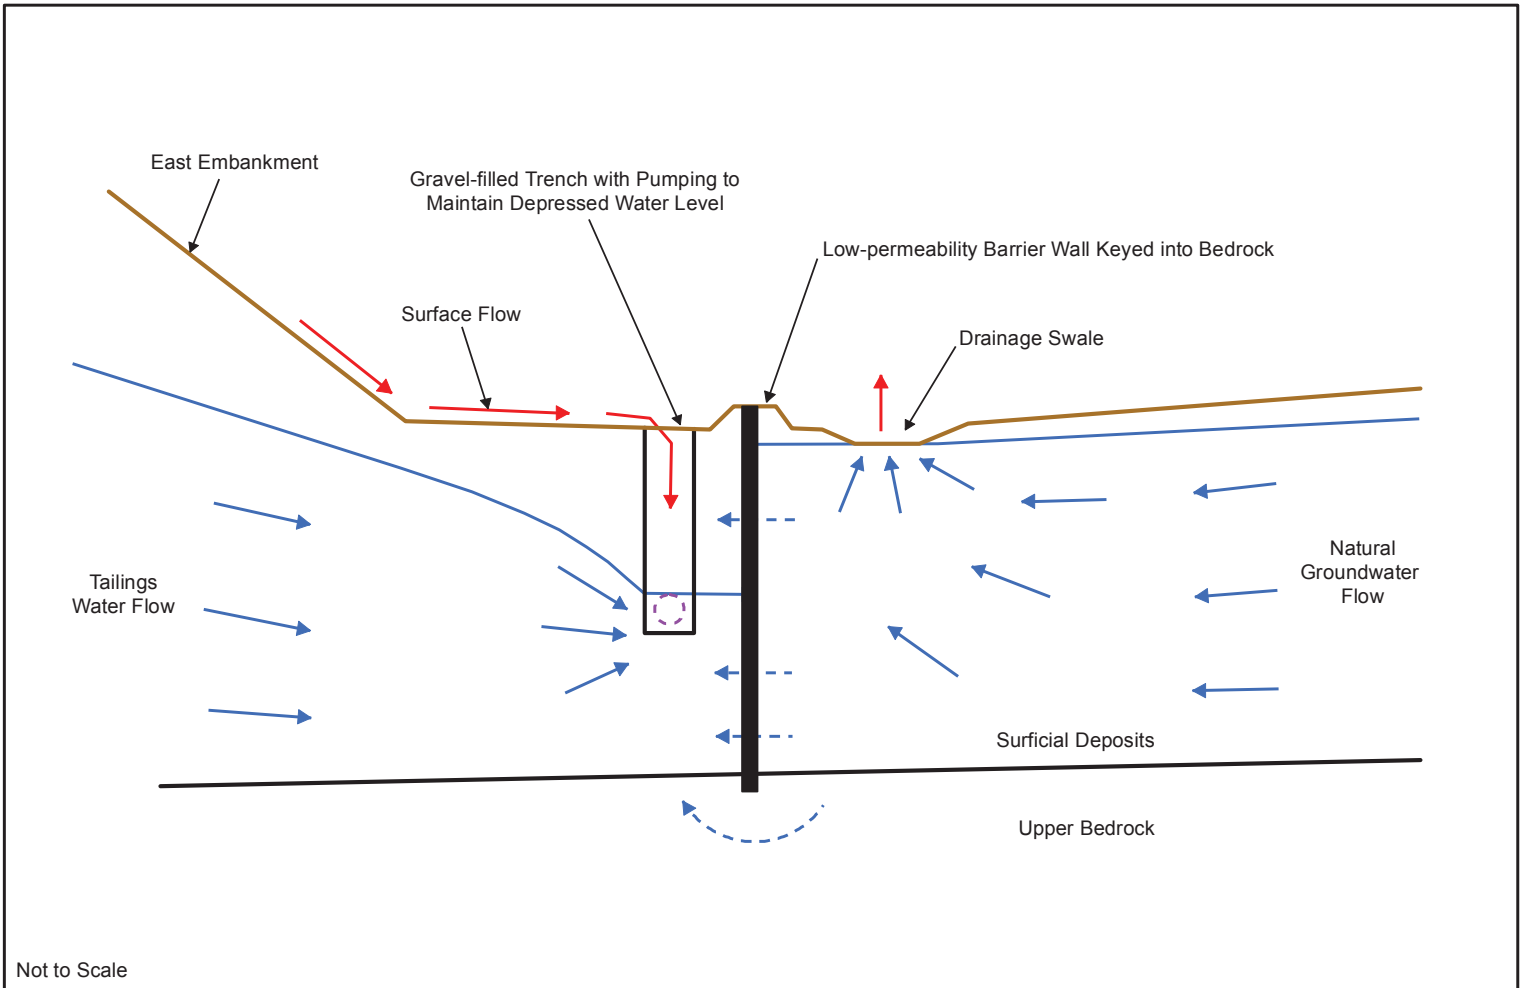 East Embankment
Gravel-filled Trench with Pumping to
Maintain Depressed Water Level
Low-permeability Barrier Wall Keyed into Bedrock
Surface Flow
Drainage Swale
Tailings
Water Flow
Natural
Groundwater
Flow
Surficial Deposits
Upper Bedrock
Not to Scale